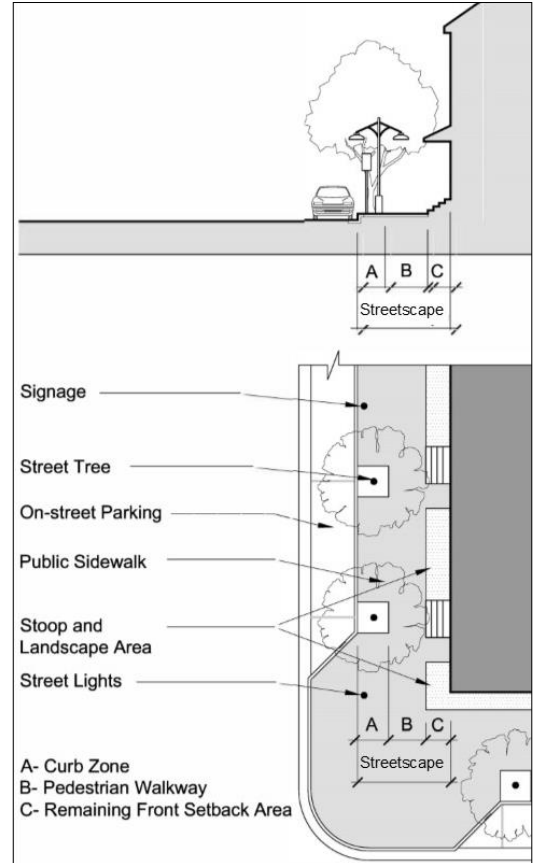 A B C
Streetscape
Signage
Street Tree
On-street Parking
Public Sidewalk
Stoop and
Landscape Area
Street Lights
A B C
Streetscape
A- Curb Zone
B- Pedestrian Walkway
C- Remaining Front Setback Area